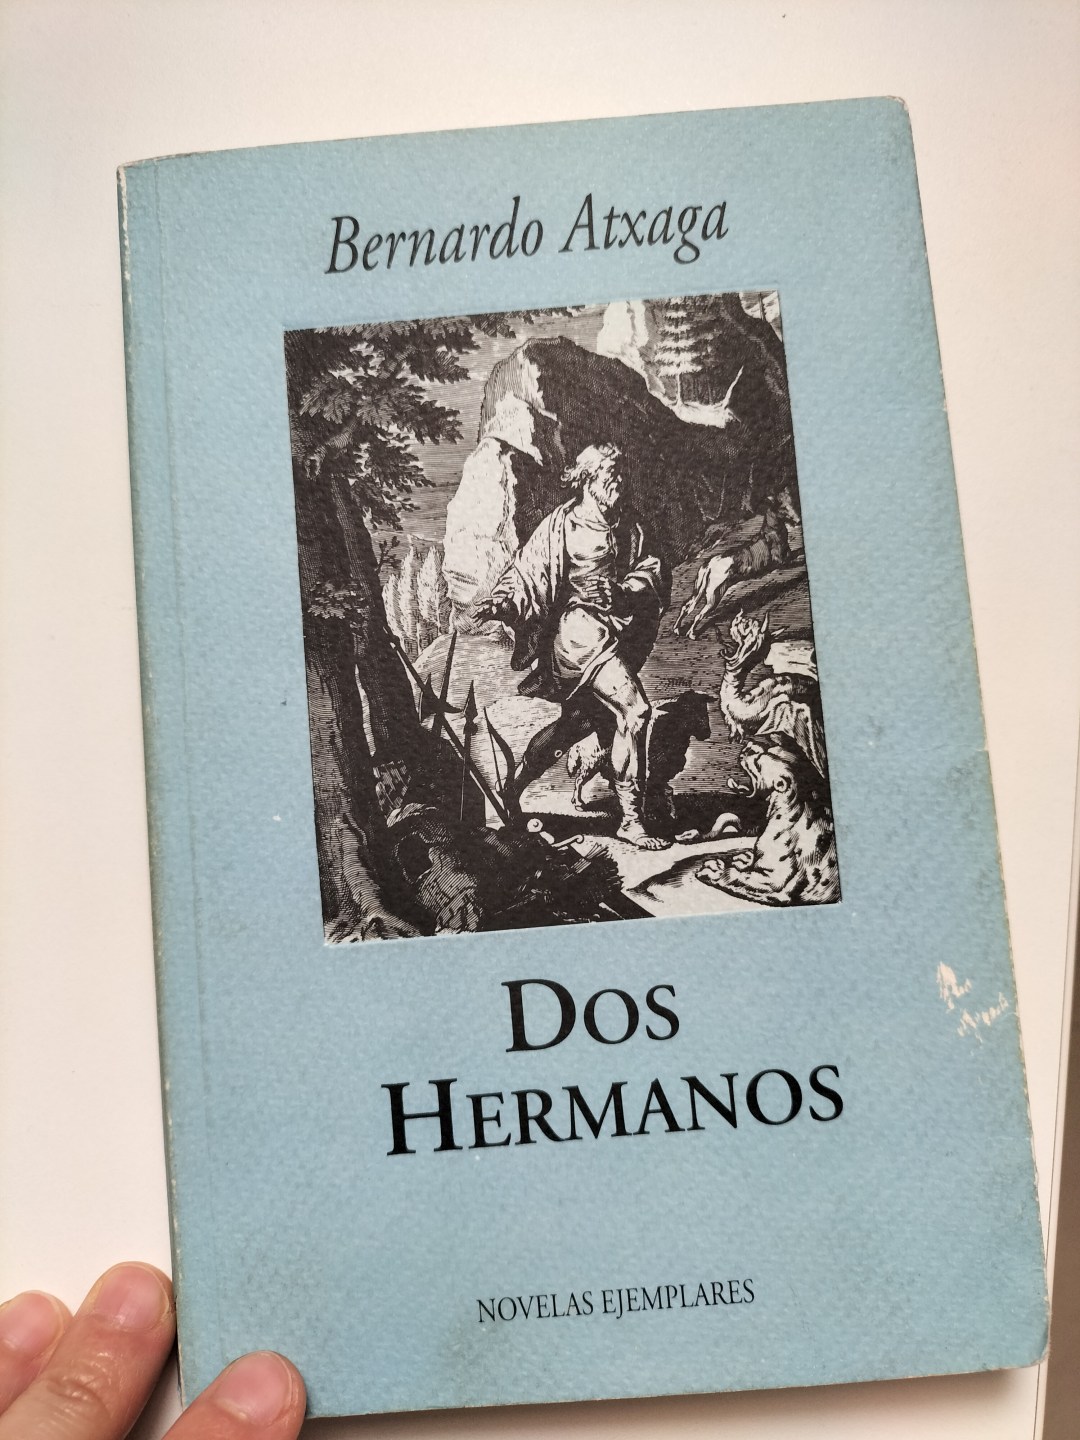 Bernardo Atxaga
DOS
HERMANOS
NOVELAS EJEMPLARES